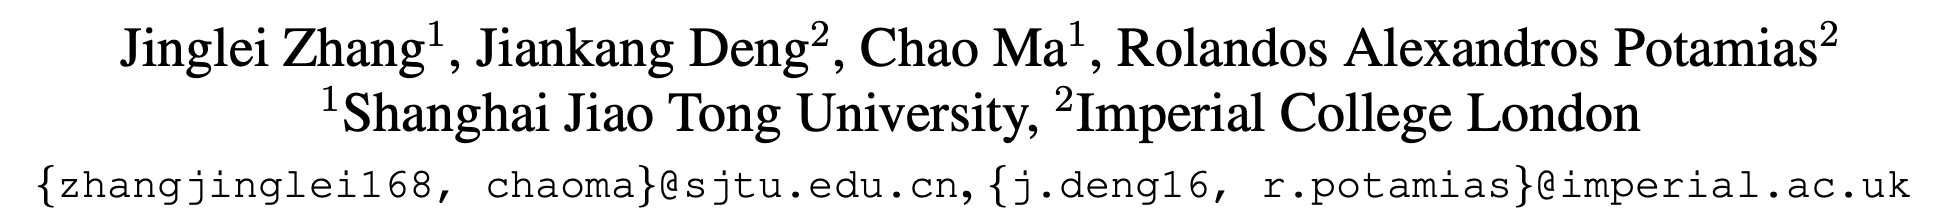 Jinglei Zhang¹, Jiankang Deng², Chao Ma¹, Rolandos Alexandros Potamias²
¹Shanghai Jiao Tong University, ²Imperial College London
{zhangjinglei168, chaoma}@sjtu.edu.cn, {j.deng16, r.potamias}@imperial.ac.uk